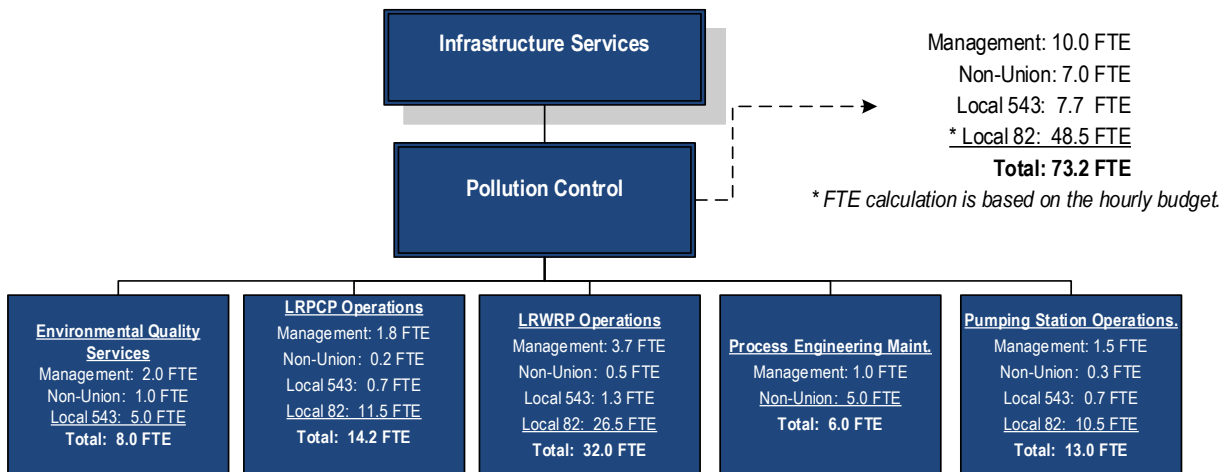 Infrastructure Services
Management: 10.0 FTE
Non-Union: 7.0 FTE
Local 543: 7.7 FTE
* Local 82: 48.5 FTE
Total: 73.2 FTE
* FTE calculation is based on the hourly budget.
Pollution Control
Environmental Quality
Services
Management: 2.0 FTE
Non-Union: 1.0 FTE
Local 543: 5.0 FTE
Total: 8.0 FTE
LRPCP Operations
Management: 1.8 FTE
Non-Union: 0.2 FTE
Local 543: 0.7 FTE
Local 82: 11.5 FTE
Total: 14.2 FTE
LRWRP Operations
Management: 3.7 FTE
Non-Union: 0.5 FTE
Local 543: 1.3 FTE
Local 82: 26.5 FTE
Total: 32.0 FTE
Process Engineering Maint.
Management: 1.0 FTE
Non-Union: 5.0 FTE
Total: 6.0 FTE
Pumping Station Operations.
Management: 1.5 FTE
Non-Union: 0.3 FTE
Local 543: 0.7 FTE
Local 82: 10.5 FTE
Total: 13.0 FTE